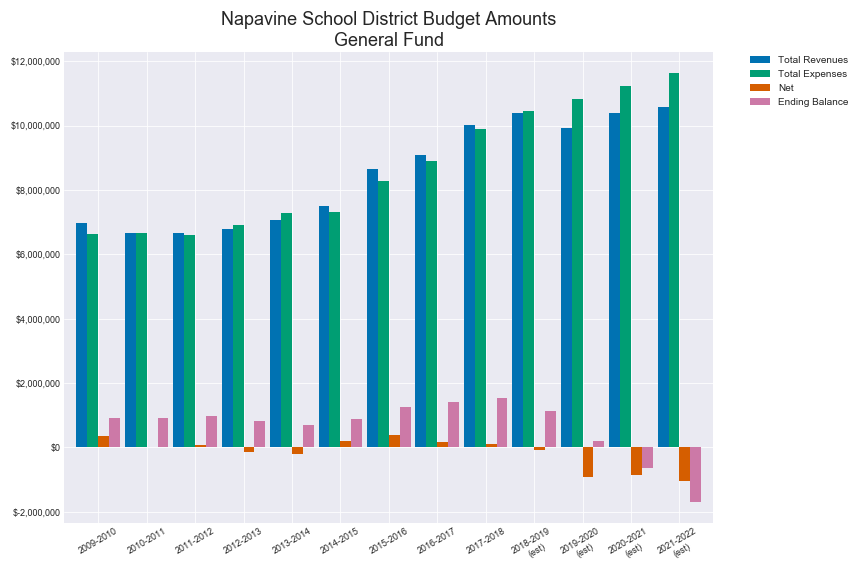 Napavine School District Budget Amounts
General Fund
$12,000,000
$10,000,000
$8,000,000
$6,000,000
$4,000,000
$2,000,000
$0
$-2,000,000
2009-2010
2010-2011
2011-2012
2012-2013
2013-2014
2014-2015
2015-2016
2016-2017
2017-2018
2018-2019
(est)
2019-2020
(est)
2020-2021
(est)
2021-2022
(est)
Total Revenues
Total Expenses
Net
Ending Balance